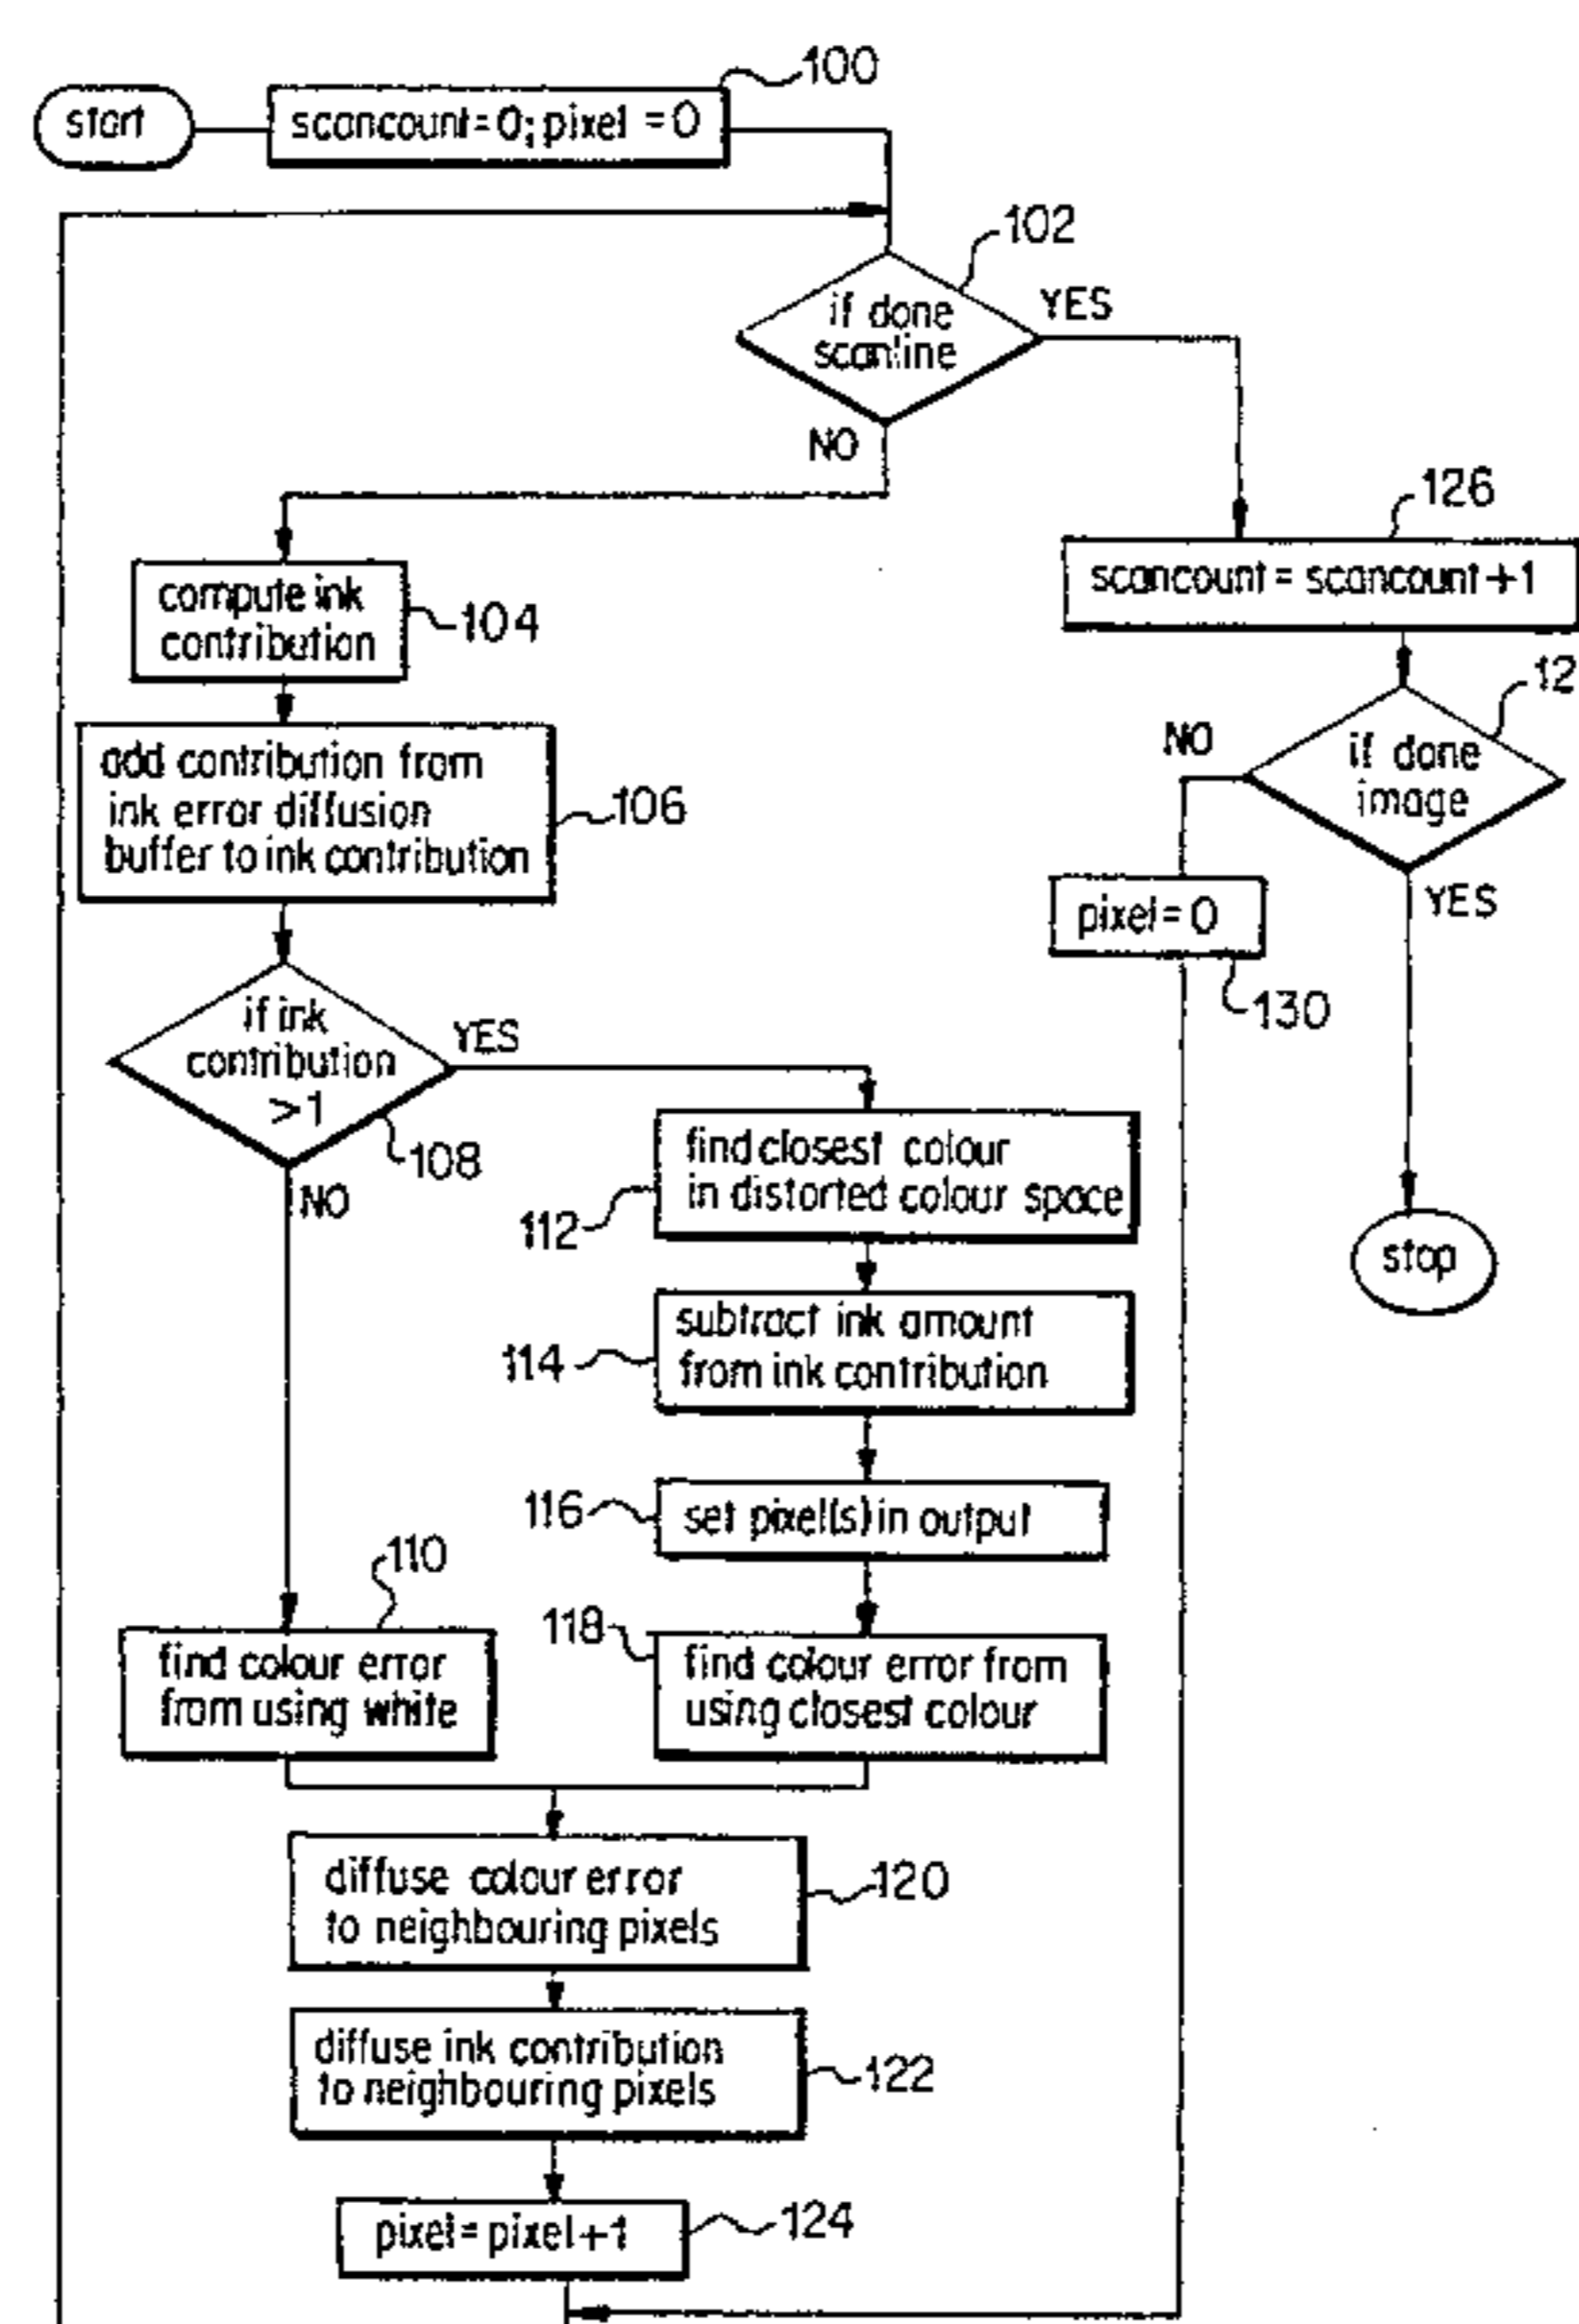 start
scancount=0; pixel =0
100
if done
scanline
102
YES
NO
compute ink
contribution
104
126
scancount = scancount+1
add contribution from
ink error diffusion
buffer to ink contribution
106
12
if done
image
NO
YES
pixel=0
130
if ink
contribution
>1
108
YES
NO
find closest colour
in distorted colour space
112
stop
subtract ink amount
from ink contribution
114
set pixel(s) in output
116
110
find colour error
from using white
118
find colour error from
using closest colour
diffuse colour error
to neighbouring pixels
120
diffuse ink contribution
to neighbouring pixels
122
pixel=pixel+1
124